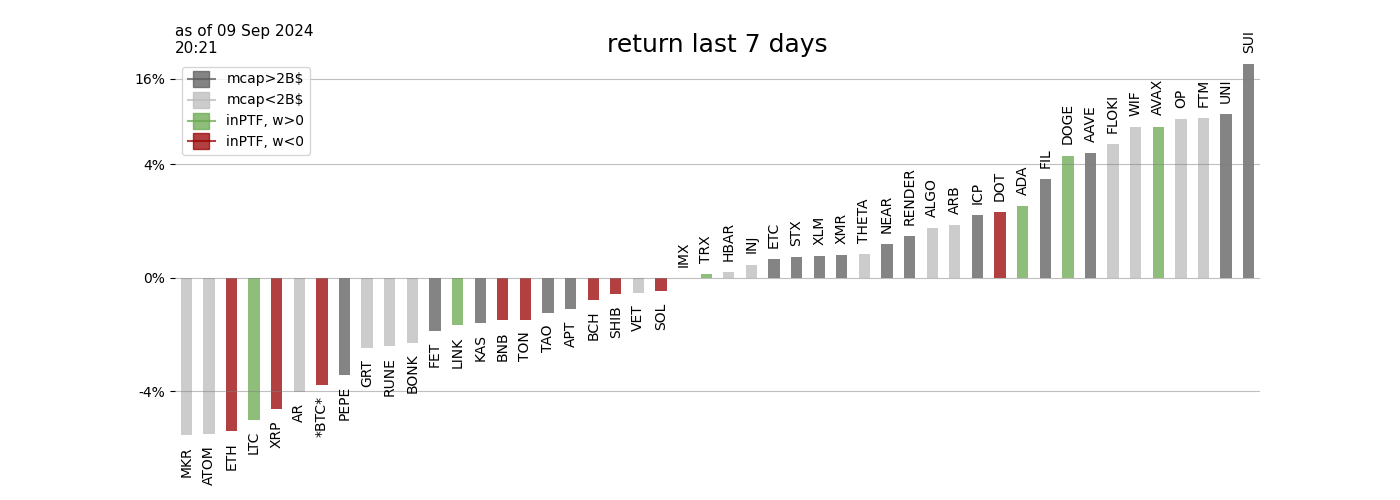 as of 09 Sep 2024
20:21
return last 7 days
mcap>2B$
mcap<2B$
inPTF, w>0
inPTF, w<0
16%
4%
0%
-4%
MKR
ATOM
ETH
LTC
XRP
AR
*BTC*
PEPE
GRT
RUNE
BONK
FET
LINK
KAS
BNB
TON
TAO
APT
BCH
SHIB
VET
SOL
IMX
TRX
HBAR
INJ
ETC
STX
XLM
XMR
THETA
NEAR
RENDER
ALGO
ARB
ICP
DOT
ADA
FIL
DOGE
AAVE
FLOKI
WIF
AVAX
OP
FTM
UNI
SUI